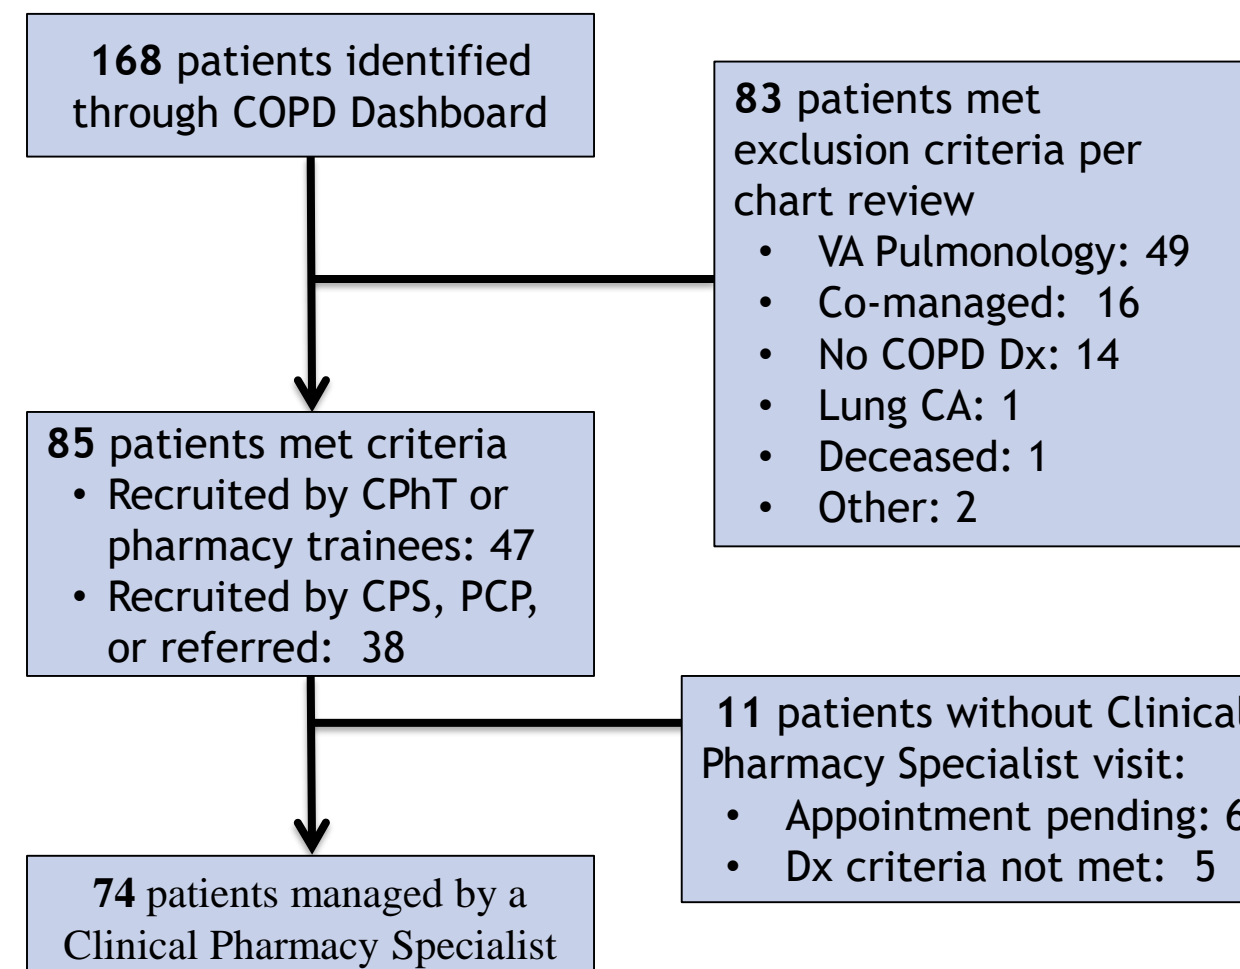 168 patients identified
through COPD Dashboard
83 patients met
exclusion criteria per
chart review
• VA Pulmonology: 49
• Co-managed: 16
• No COPD Dx: 14
• Lung CA: 1
• Deceased: 1
• Other: 2
85 patients met criteria
• Recruited by CPhT or
pharmacy trainees: 47
• Recruited by CPS, PCP,
or referred: 38
11 patients without Clinical
Pharmacy Specialist visit:
• Appointment pending: 6
• Dx criteria not met: 5
74 patients managed by a
Clinical Pharmacy Specialist